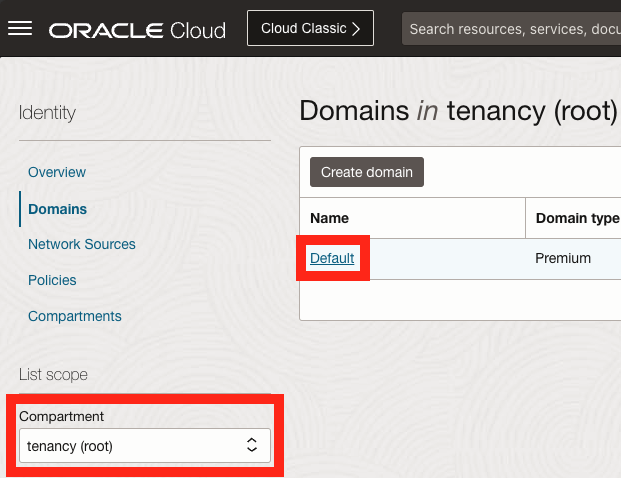 ORACLE Cloud
Cloud Classic
Search resources, services, docu
Identity
Overview
Domains
Network Sources
Policies
Compartments
List scope
Compartment
tenancy (root)
Domains in tenancy (root)
Create domain
Name
Domain type
Default
Premium